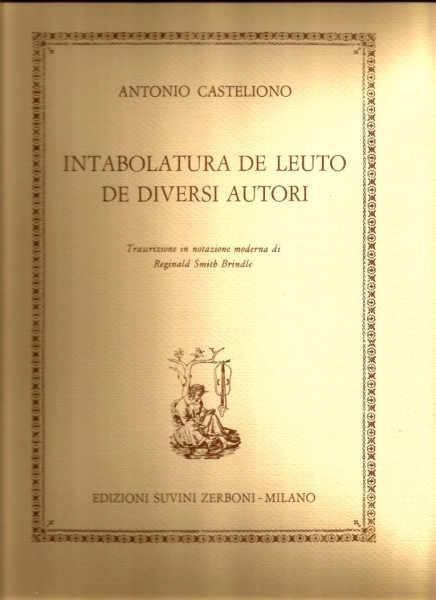 ANTONIO CASTELIONO
INTABOLATURA DE LEUTO
DE DIVERSI AUTORI
Trascrizione in notazione moderna di
Reginald Smith Brindle
EDIZIONI SUVINI ZERBONI - MILANO